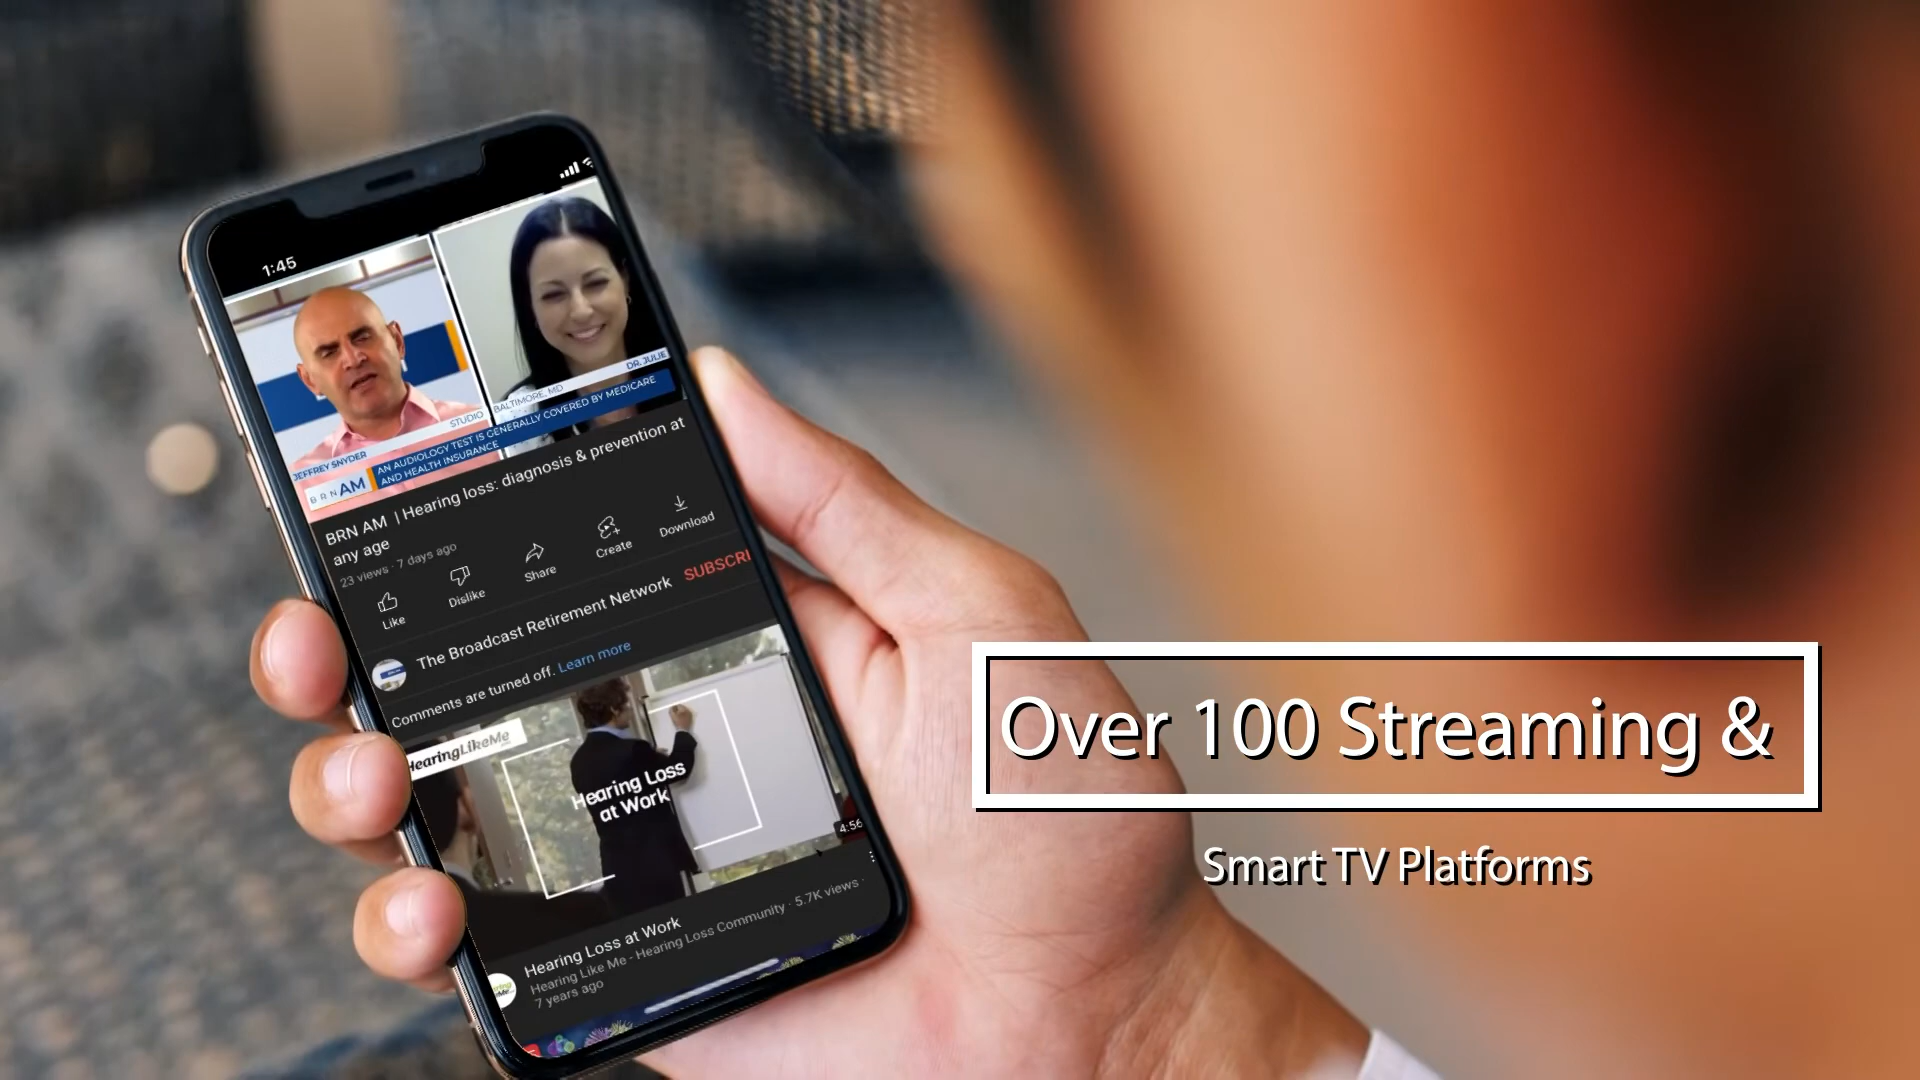 1:45
JEFFREY SNYDER
STUDIO
BALTIMORE, MD
DR. JULIE
BRN AM
AN AUDIOLOGY TEST IS GENERALLY COVERED BY MEDICARE
AND HEALTH INSURANCE
BRN AM | Hearing loss: diagnosis & prevention at
any age
23 views · 7 days ago
Like
Dislike
Share
Create
Download
The Broadcast Retirement Network
SUBSCRI
Comments are turned off. Learn more
HearingLikeMe
Hearing Loss
at Work
4:56
Hearing Loss at Work
Hearing Like Me - Hearing Loss Community · 5.7K views ·
7 years ago
Over 100 Streaming &
Smart TV Platforms